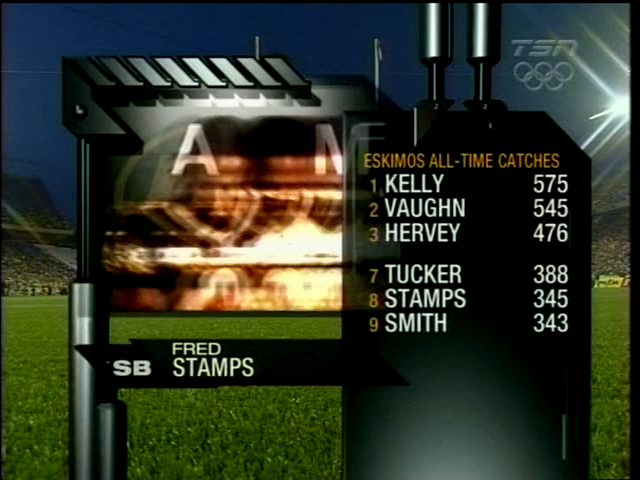 TSN
A M
ESKIMOS ALL-TIME CATCHES
1 KELLY 575
2 VAUGHN 545
3 HERVEY 476
7 TUCKER 388
8 STAMPS 345
9 SMITH 343
FRED
SB STAMPS